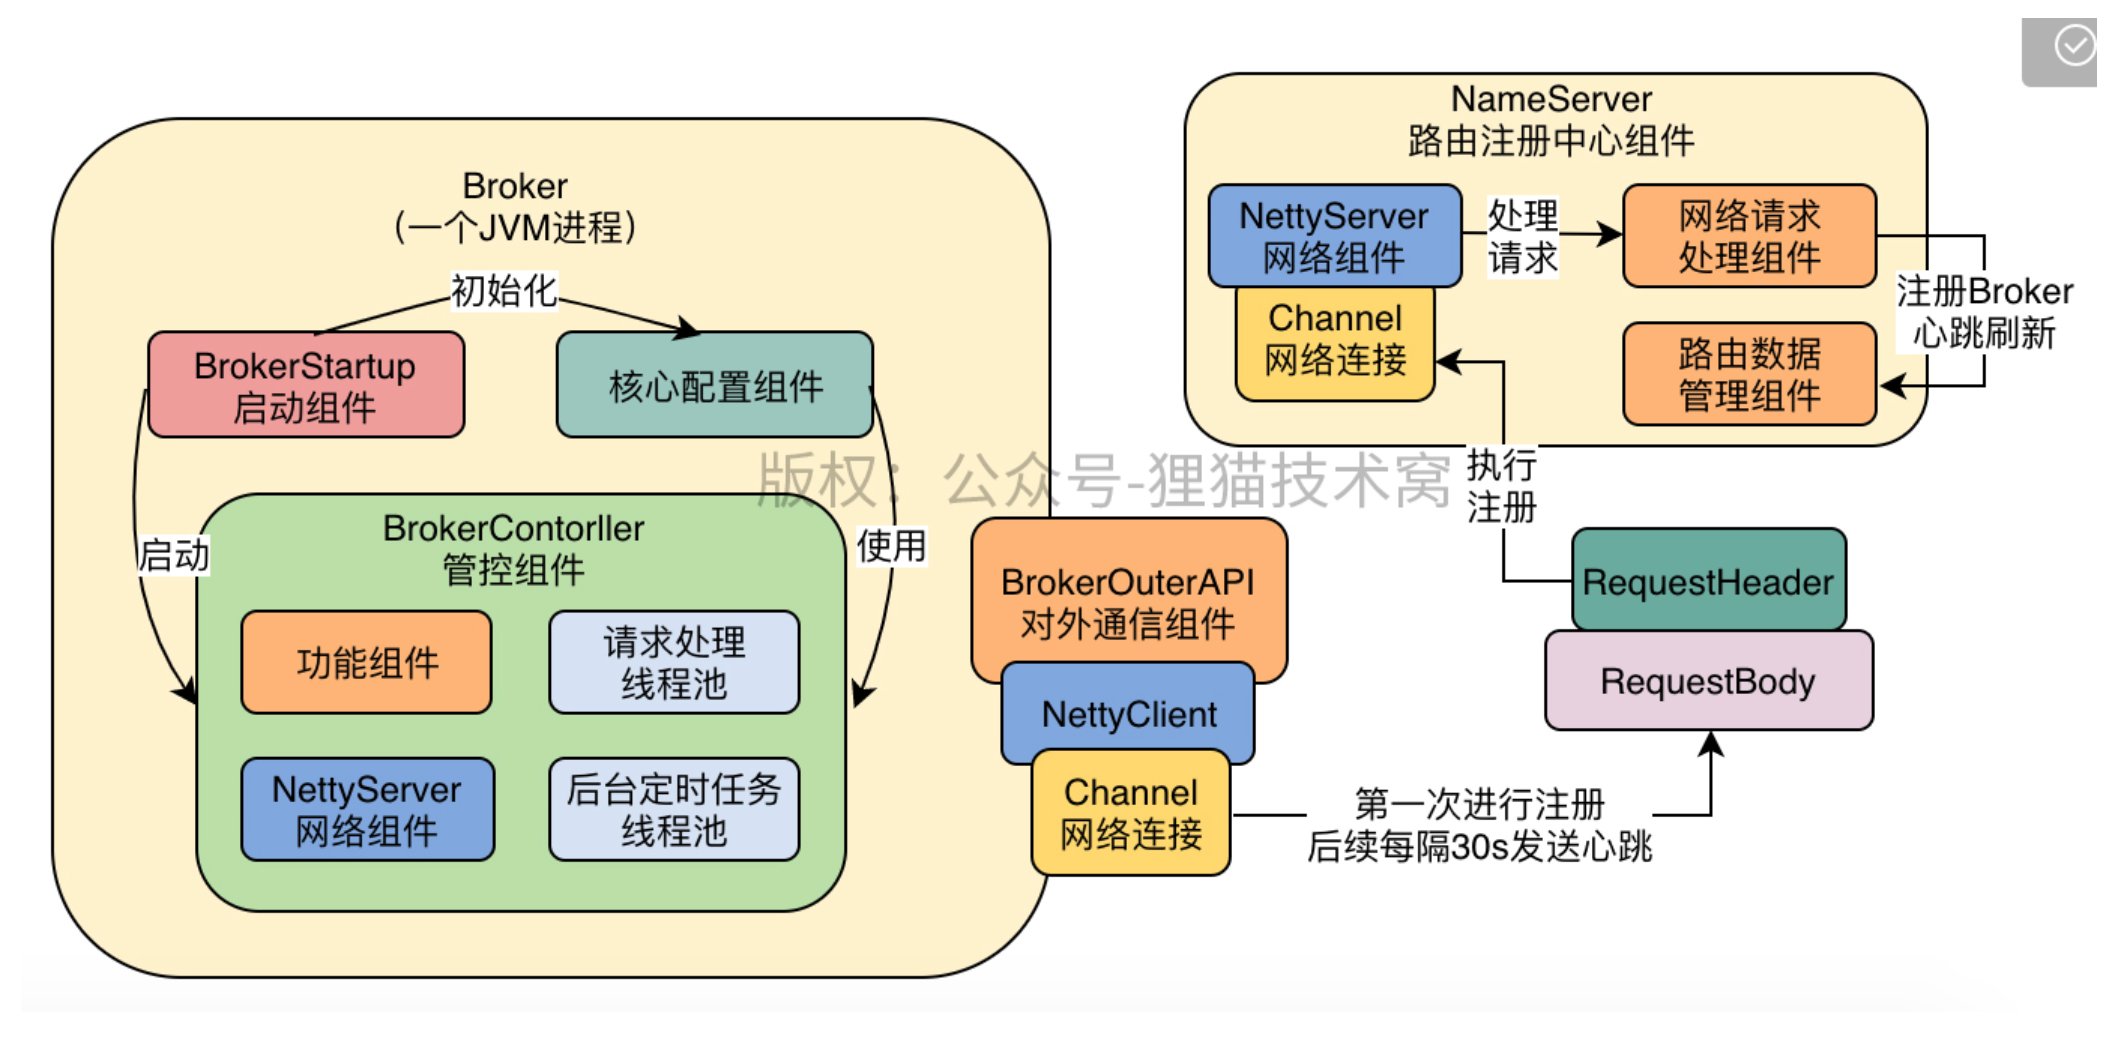 NameServer
路由注册中心组件
NettyServer
网络组件
处理
请求
网络请求
处理组件
Channel
网络连接
注册Broker
心跳刷新
路由数据
管理组件
Broker
（一个JVM进程）
初始化
BrokerStartup
启动组件
核心配置组件
版权：公众号-狸猫技术窝
执行
注册
BrokerContorller
管控组件
启动
使用
功能组件
请求处理
线程池
NettyServer
网络组件
后台定时任务
线程池
BrokerOuterAPI
对外通信组件
NettyClient
Channel
网络连接
RequestHeader
RequestBody
第一次进行注册
后续每隔30s发送心跳